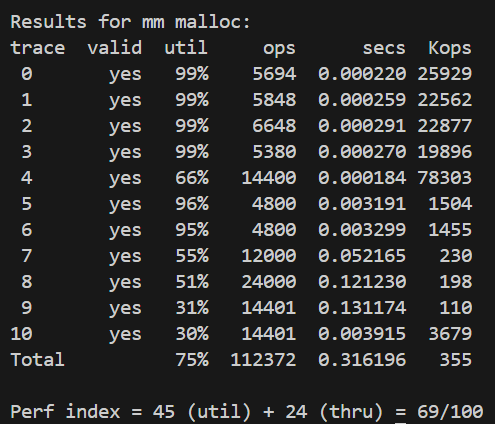 Results for mm malloc:
trace  valid  util     ops      secs  Kops
 0       yes   99%    5694  0.000220 25929
 1       yes   99%    5848  0.000259 22562
 2       yes   99%    6648  0.000291 22877
 3       yes   99%    5380  0.000270 19896
 4       yes   66%   14400  0.000184 78303
 5       yes   96%    4800  0.003191  1504
 6       yes   95%    4800  0.003299  1455
 7       yes   55%   12000  0.052165   230
 8       yes   51%   24000  0.121230   198
 9       yes   31%   14401  0.131174   110
10       yes   30%   14401  0.003915  3679
Total          75%  112372  0.316196   355
Perf index = 45 (util) + 24 (thru) = 69/100